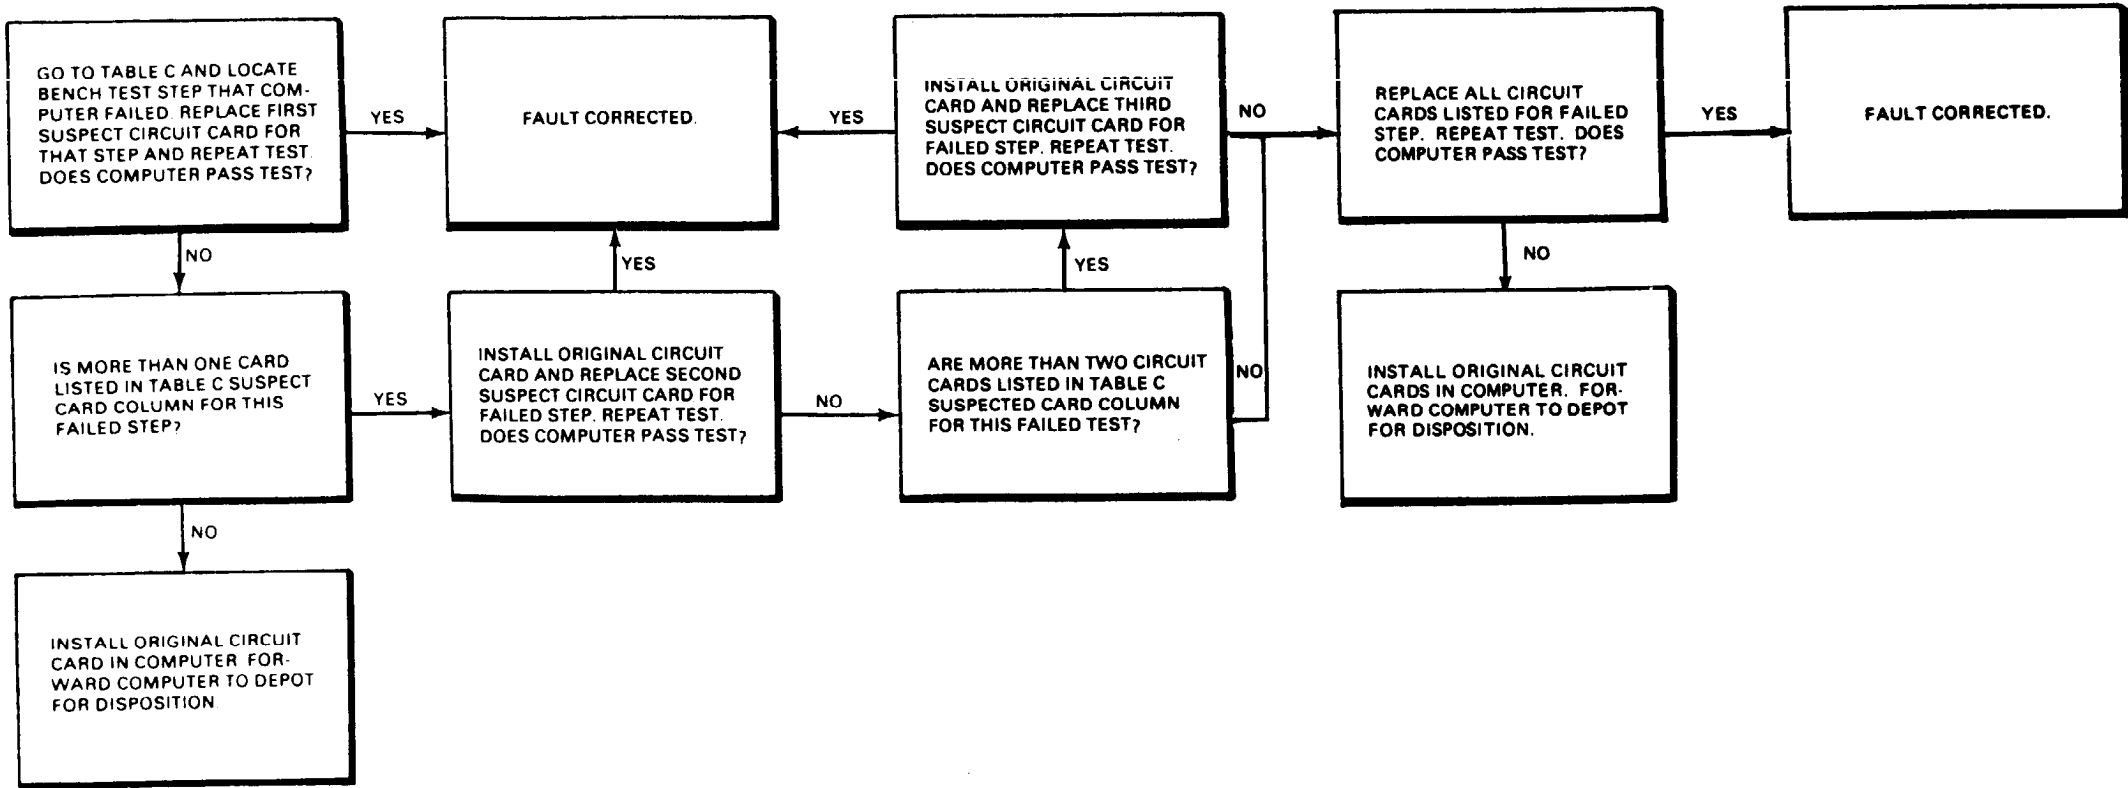 GO TO TABLE C AND LOCATE
BENCH TEST STEP THAT COM-
PUTER FAILED. REPLACE FIRST
SUSPECT CIRCUIT CARD FOR
THAT STEP AND REPEAT TEST.
DOES COMPUTER PASS TEST?
YES
FAULT CORRECTED.
YES
INSTALL ORIGINAL CIRCUIT
CARD AND REPLACE THIRD
SUSPECT CIRCUIT CARD FOR
FAILED STEP. REPEAT TEST.
DOES COMPUTER PASS TEST?
NO
REPLACE ALL CIRCUIT
CARDS LISTED FOR FAILED
STEP. REPEAT TEST. DOES
COMPUTER PASS TEST?
YES
FAULT CORRECTED.
NO
YES
YES
NO
IS MORE THAN ONE CARD
LISTED IN TABLE C SUSPECT
CARD COLUMN FOR THIS
FAILED STEP?
YES
INSTALL ORIGINAL CIRCUIT
CARD AND REPLACE SECOND
SUSPECT CIRCUIT CARD FOR
FAILED STEP. REPEAT TEST.
DOES COMPUTER PASS TEST?
NO
ARE MORE THAN TWO CIRCUIT
CARDS LISTED IN TABLE C
SUSPECTED CARD COLUMN
FOR THIS FAILED TEST?
NO
INSTALL ORIGINAL CIRCUIT
CARDS IN COMPUTER. FOR-
WARD COMPUTER TO DEPOT
FOR DISPOSITION.
NO
INSTALL ORIGINAL CIRCUIT
CARD IN COMPUTER FOR-
WARD COMPUTER TO DEPOT
FOR DISPOSITION